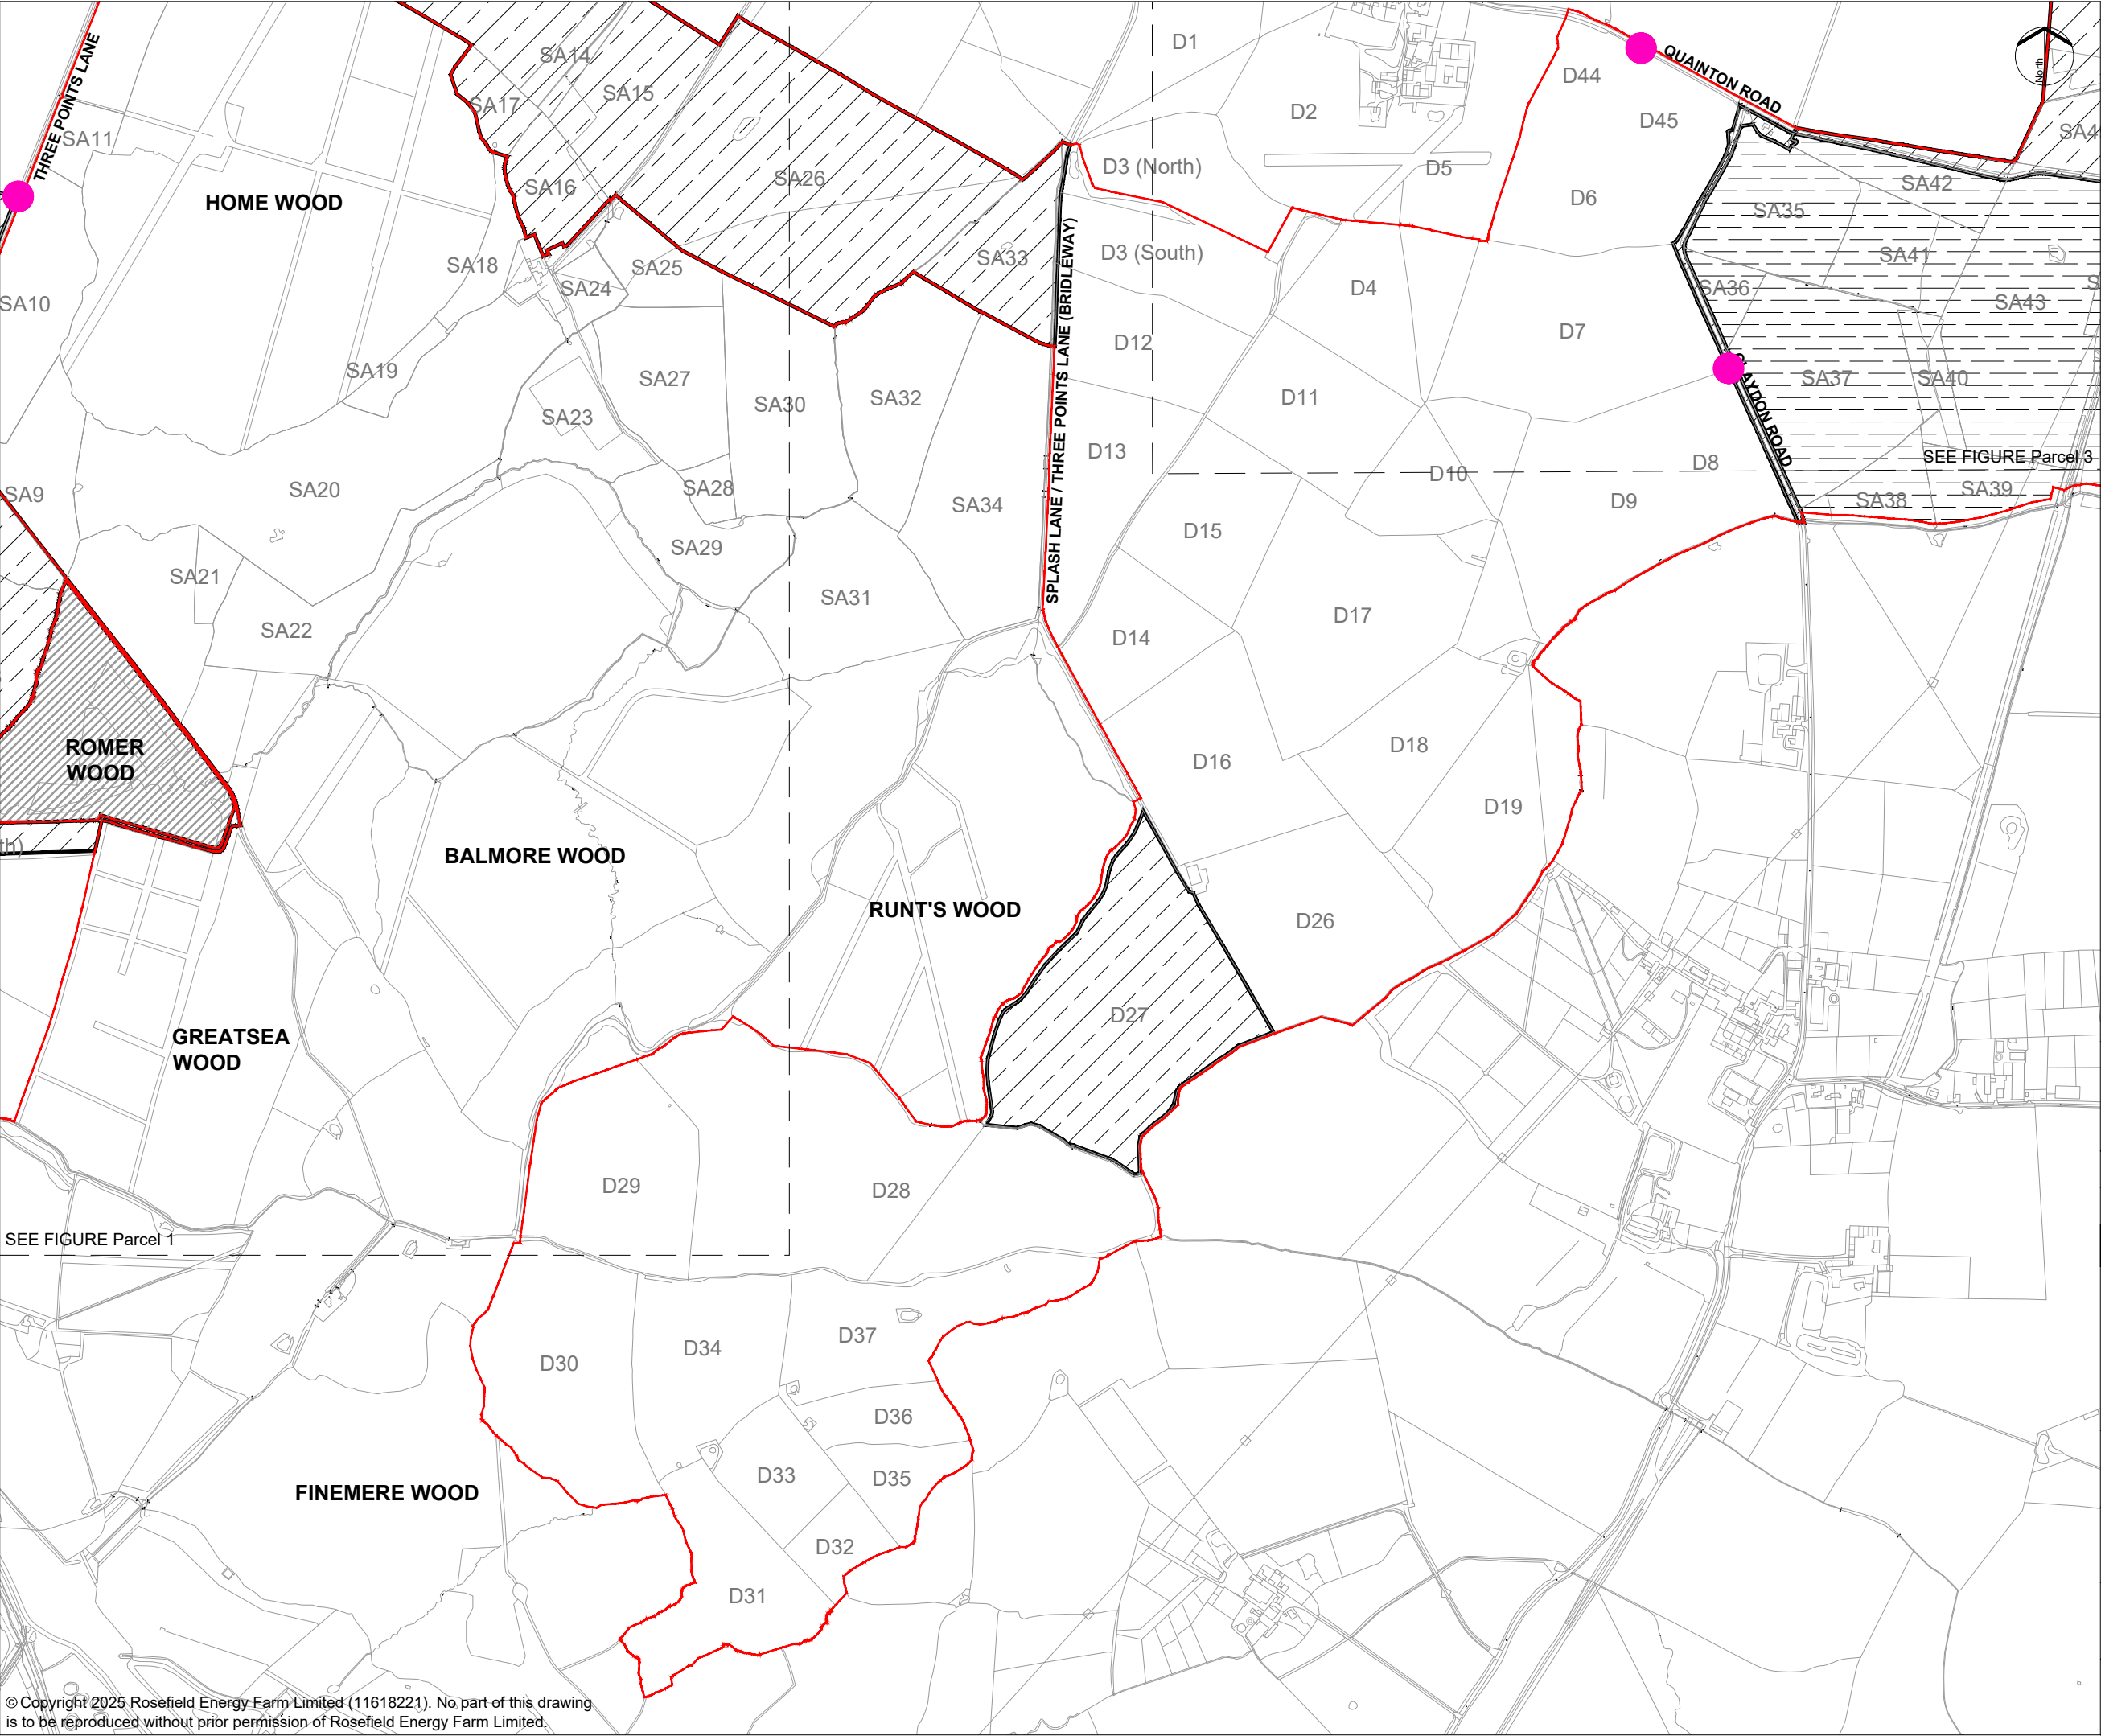 THREE POINTS LANE
SA11
HOME WOOD
SA10
SA14
SA15
SA17
SA16
SA26
SA18
SA24
SA25
SA33
SA19
SA23
SA27
SA30
SA32
SA9
SA20
SA28
SA34
SA29
SA21
SA22
SA31
SPLASH LANE / THREE POINTS LANE (BRIDLEWAY)
D1
D2
D3 (North)
D5
D3 (South)
D4
D44
D45
D6
QUAINTON ROAD
North
SA4
SA42
SA35
SA41
SA36
SA43
S
D7
D12
D11
SA37
SA40
D13
D10
D8
D9
SEE FIGURE Parcel 3
SA38
SA39
D15
D14
D17
D16
D18
D19
ROMER
WOOD
th)
BALMORE WOOD
RUNT'S WOOD
D26
D27
GREATSEA
WOOD
D29
D28
SEE FIGURE Parcel 1
D30
D34
D37
D36
D33
D35
D32
D31
FINEMERE WOOD
© Copyright 2025 Rosefield Energy Farm Limited (11618221). No part of this drawing
is to be reproduced without prior permission of Rosefield Energy Farm Limited.